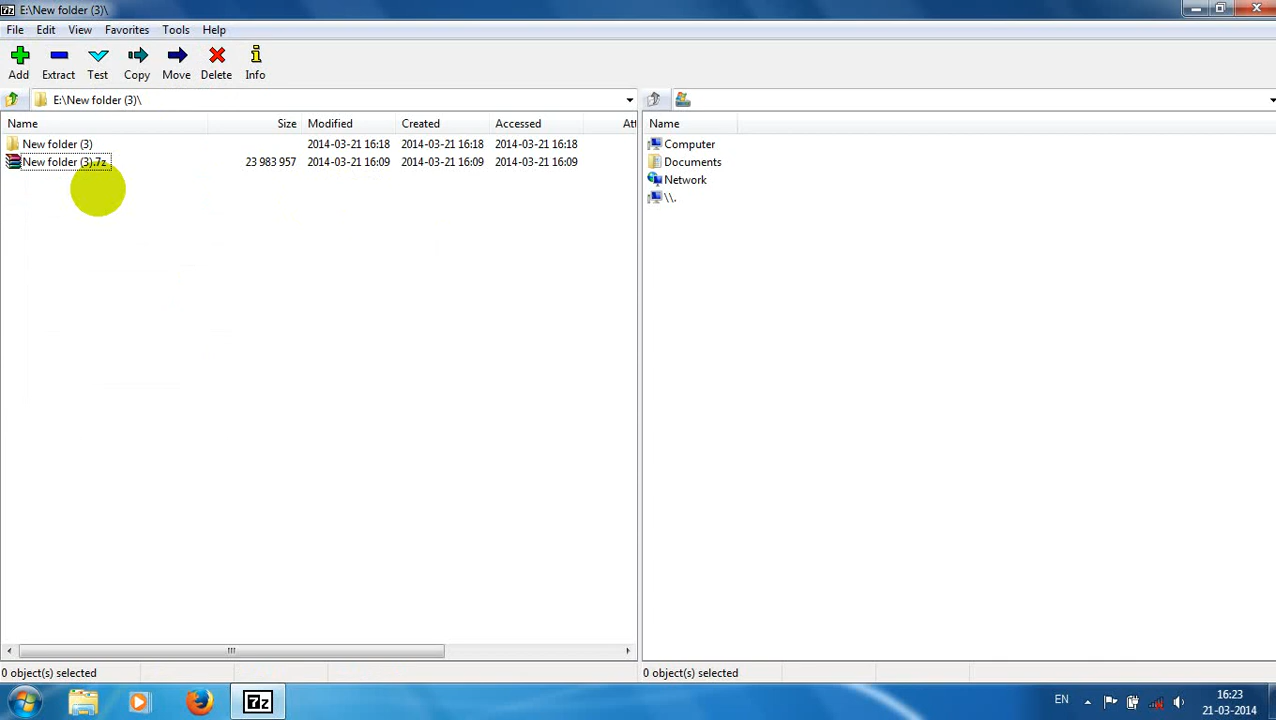 7z E:\New folder (3)\
File Edit View Favorites Tools Help
Add Extract Test Copy Move Delete Info
E:\New folder (3)\
Name Size Modified Created Accessed Att
New folder (3) 2014-03-21 16:18 2014-03-21 16:18 2014-03-21 16:18
New folder (3).7z 23 983 957 2014-03-21 16:09 2014-03-21 16:09 2014-03-21 16:09
Name
Computer
Documents
Network
\\.
0 object(s) selected
0 object(s) selected
7z
EN
16:23
21-03-2014